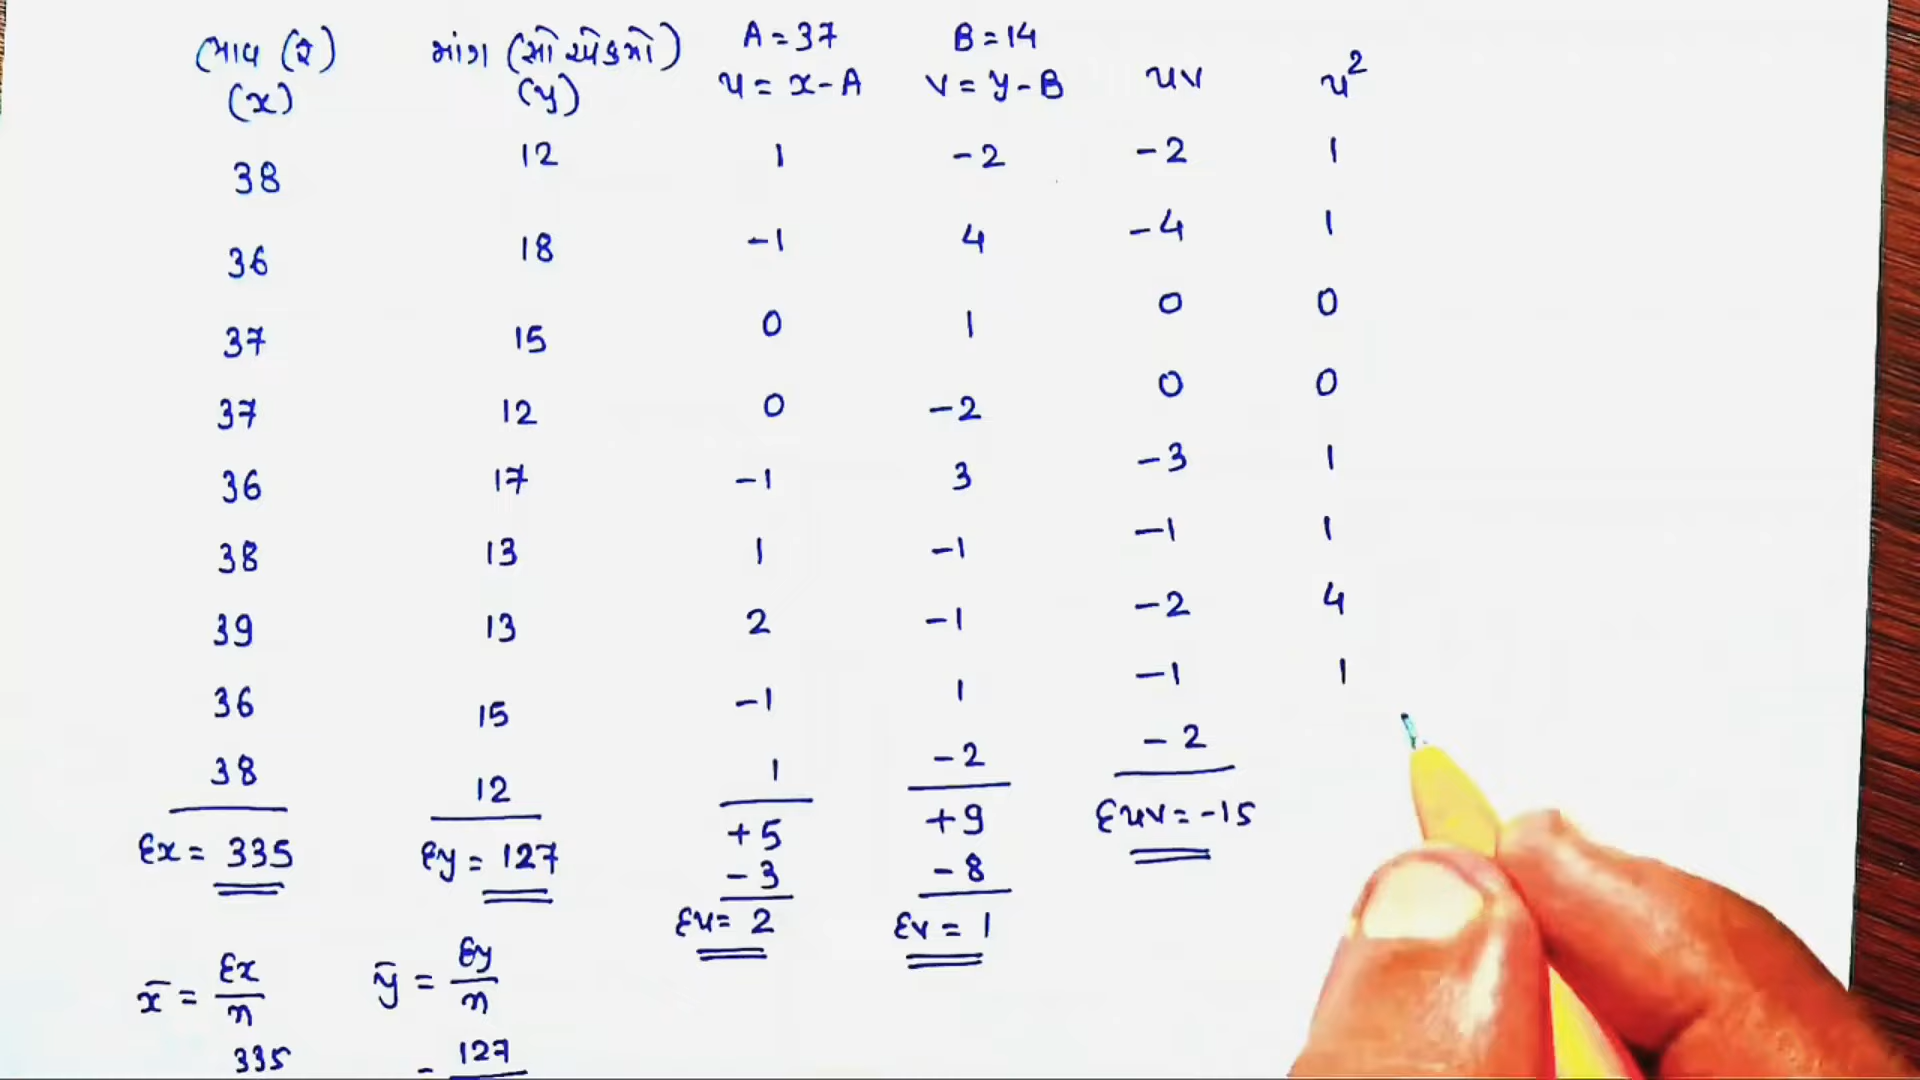 ભાવ (₹) માંગ (સો એકમો) A = 37 B = 14
(x) (y) u = x - A v = y - B uv u²
38 12 1 -2 -2 1
36 18 -1 4 -4 1
37 15 0 1 0 0
37 12 0 -2 0 0
36 17 -1 3 -3 1
38 13 1 -1 -1 1
39 13 2 -1 -2 4
36 15 -1 1 -1 1
38 12 1 -2 -2
Σx = 335 Σy = 127 +5 +9 Σuv = -15
-3 -8
Σu = 2 Σv = 1
x̄ = Σx/n ȳ = Σy/n
335 127